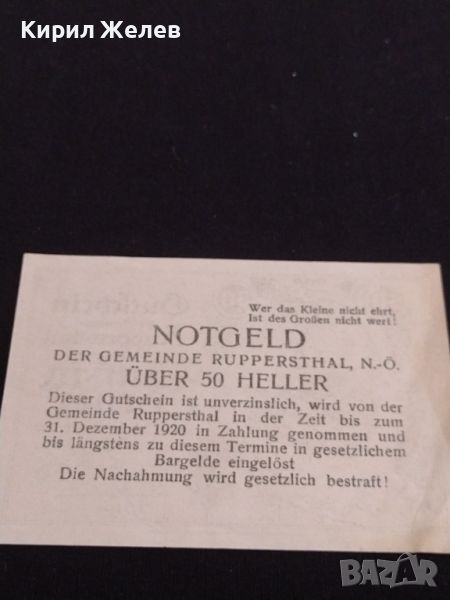 Кирил Желев
Wer das Kleine nicht ehrt,
Ist des Großen nicht wert!
NOTGELD
DER GEMEINDE RUPPERSTHAL, N.-Ö.
ÜBER 50 HELLER
Dieser Gutschein ist unverzinslich, wird von der
Gemeinde Ruppersthal in der Zeit bis zum
31. Dezember 1920 in Zahlung genommen und
bis längstens zu diesem Termine in gesetzlichem
Bargelde eingelöst
Die Nachahmung wird gesetzlich bestraft!
BAZAR